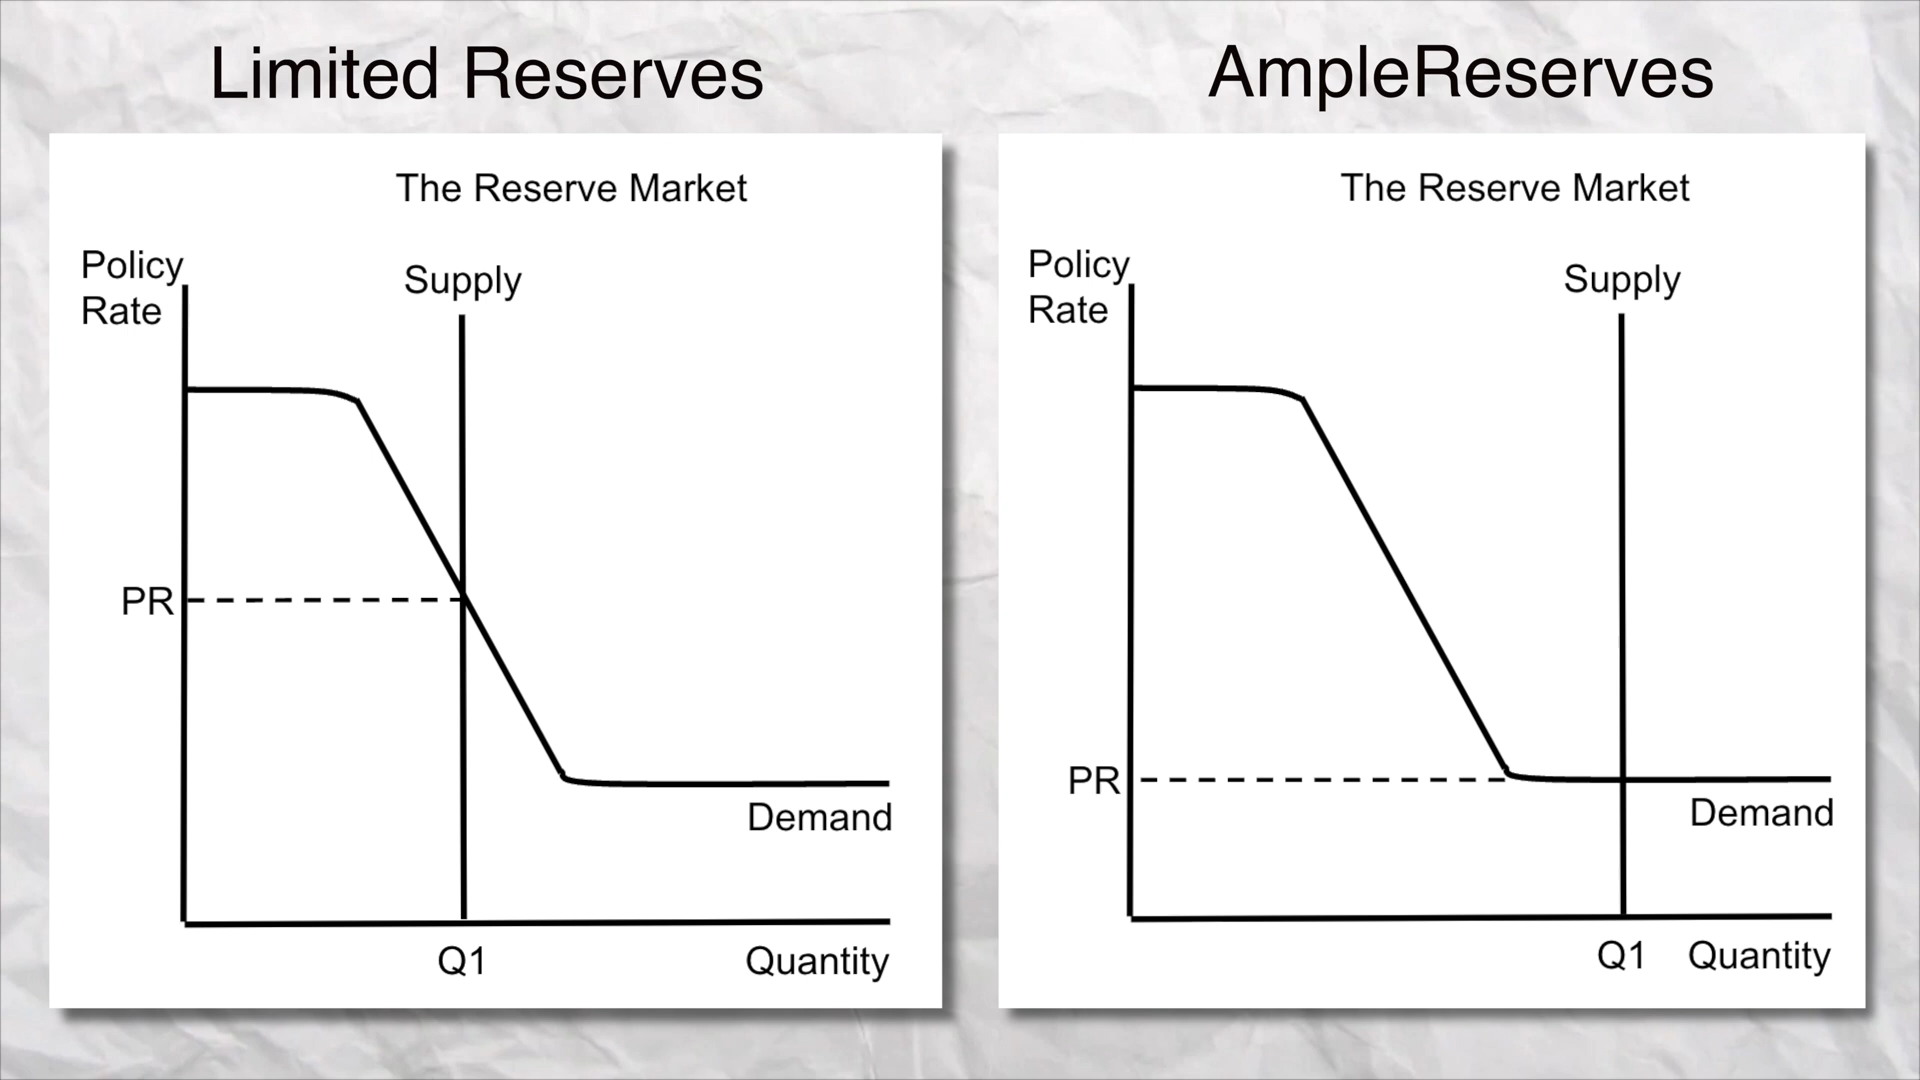 Limited Reserves
The Reserve Market
Policy
Rate
Supply
PR
Demand
Q1
Quantity
AmpleReserves
The Reserve Market
Policy
Rate
Supply
PR
Demand
Q1
Quantity